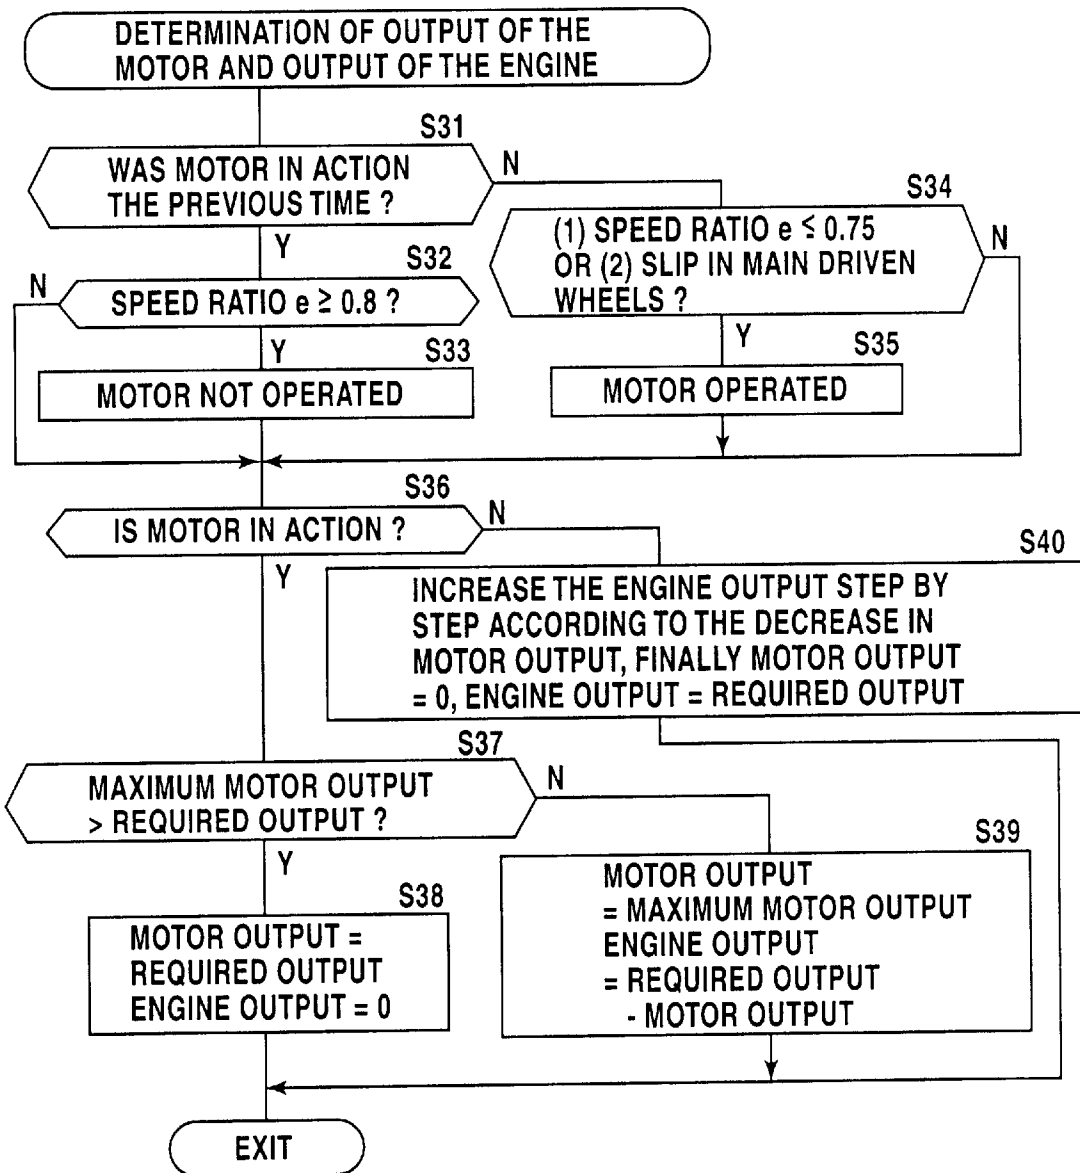 DETERMINATION OF OUTPUT OF THE
MOTOR AND OUTPUT OF THE ENGINE
S31
WAS MOTOR IN ACTION
THE PREVIOUS TIME ?
N
Y
S34
(1) SPEED RATIO e ≤ 0.75
OR (2) SLIP IN MAIN DRIVEN
WHEELS ?
N
Y
S32
N
SPEED RATIO e ≥ 0.8 ?
Y
S33
MOTOR NOT OPERATED
S35
MOTOR OPERATED
S36
IS MOTOR IN ACTION ?
N
Y
S40
INCREASE THE ENGINE OUTPUT STEP BY
STEP ACCORDING TO THE DECREASE IN
MOTOR OUTPUT, FINALLY MOTOR OUTPUT
= 0, ENGINE OUTPUT = REQUIRED OUTPUT
S37
MAXIMUM MOTOR OUTPUT
> REQUIRED OUTPUT ?
N
Y
S38
MOTOR OUTPUT =
REQUIRED OUTPUT
ENGINE OUTPUT = 0
S39
MOTOR OUTPUT
= MAXIMUM MOTOR OUTPUT
ENGINE OUTPUT
= REQUIRED OUTPUT
- MOTOR OUTPUT
EXIT